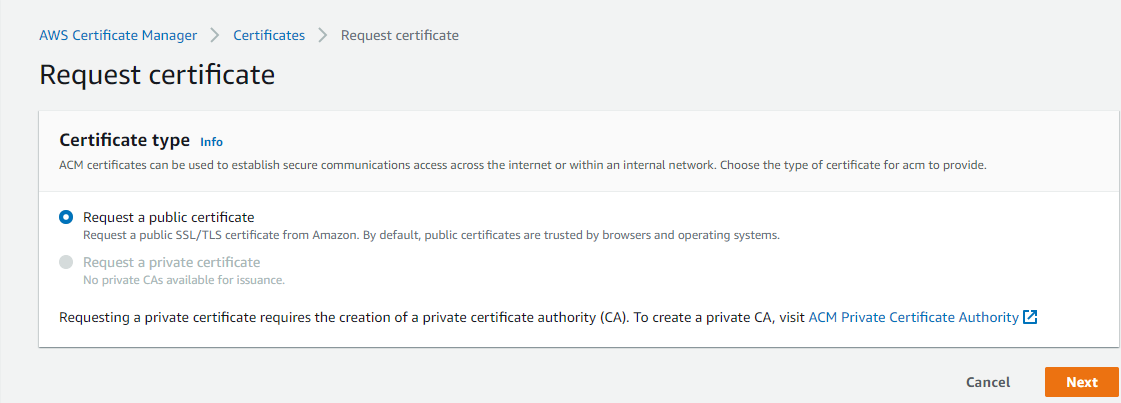 AWS Certificate Manager > Certificates > Request certificate
Request certificate
Certificate type Info
ACM certificates can be used to establish secure communications access across the internet or within an internal network. Choose the type of certificate for acm to provide.
Request a public certificate
Request a public SSL/TLS certificate from Amazon. By default, public certificates are trusted by browsers and operating systems.
Request a private certificate
No private CAs available for issuance.
Requesting a private certificate requires the creation of a private certificate authority (CA). To create a private CA, visit ACM Private Certificate Authority
Cancel Next